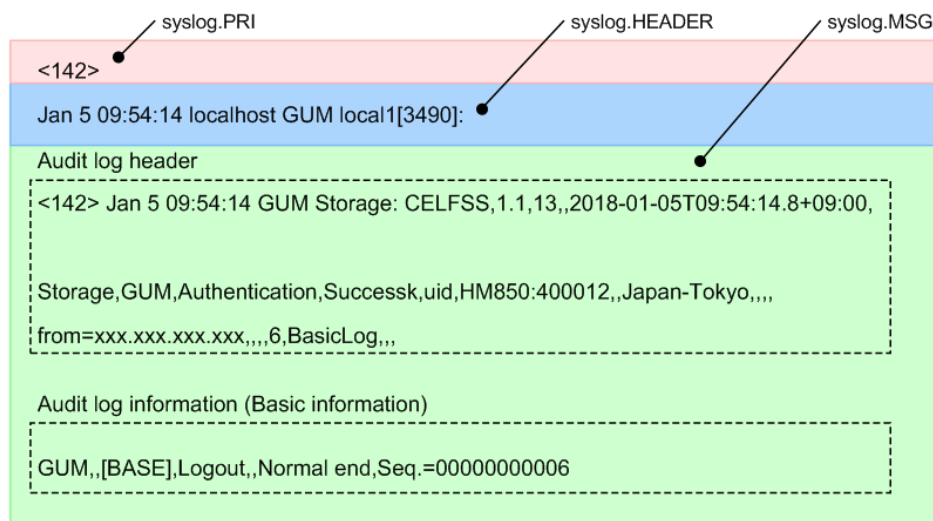 syslog.PRI
syslog.HEADER
syslog.MSG
<142>
Jan 5 09:54:14 localhost GUM local1[3490]:
Audit log header
<142> Jan 5 09:54:14 GUM Storage: CELFSS,1.1,13,,2018-01-05T09:54:14.8+09:00,
Storage,GUM,Authentication,Successk,uid,HM850:400012,,Japan-Tokyo,,,,
from=xxx.xxx.xxx.xxx,,,,6,BasicLog,,,
Audit log information (Basic information)
GUM,,[BASE],Logout,,Normal end,Seq.=00000000006